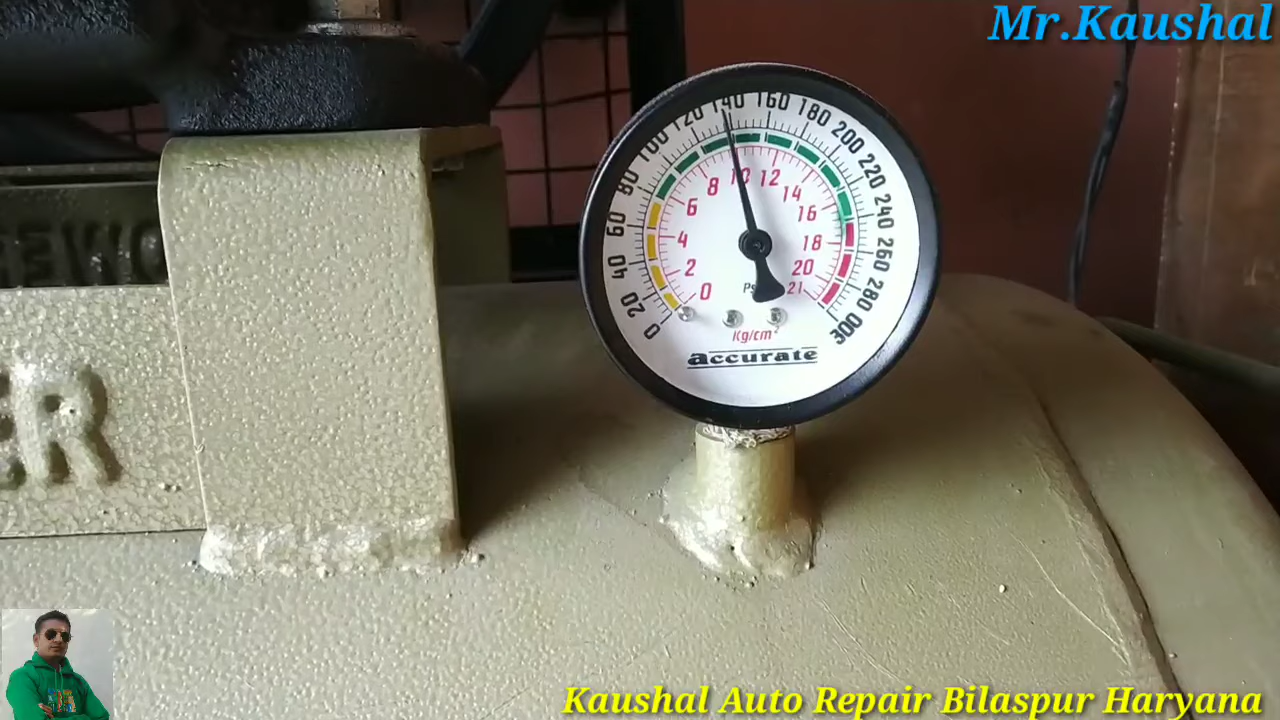 Mr.Kaushal
0 20 40 60 80 100 120 140 160 180 200 220 240 260 280 300
0 2 4 6 8 10 12 14 16 18 20 21
Kg/cm²
accurate
ER
Kaushal Auto Repair Bilaspur Haryana